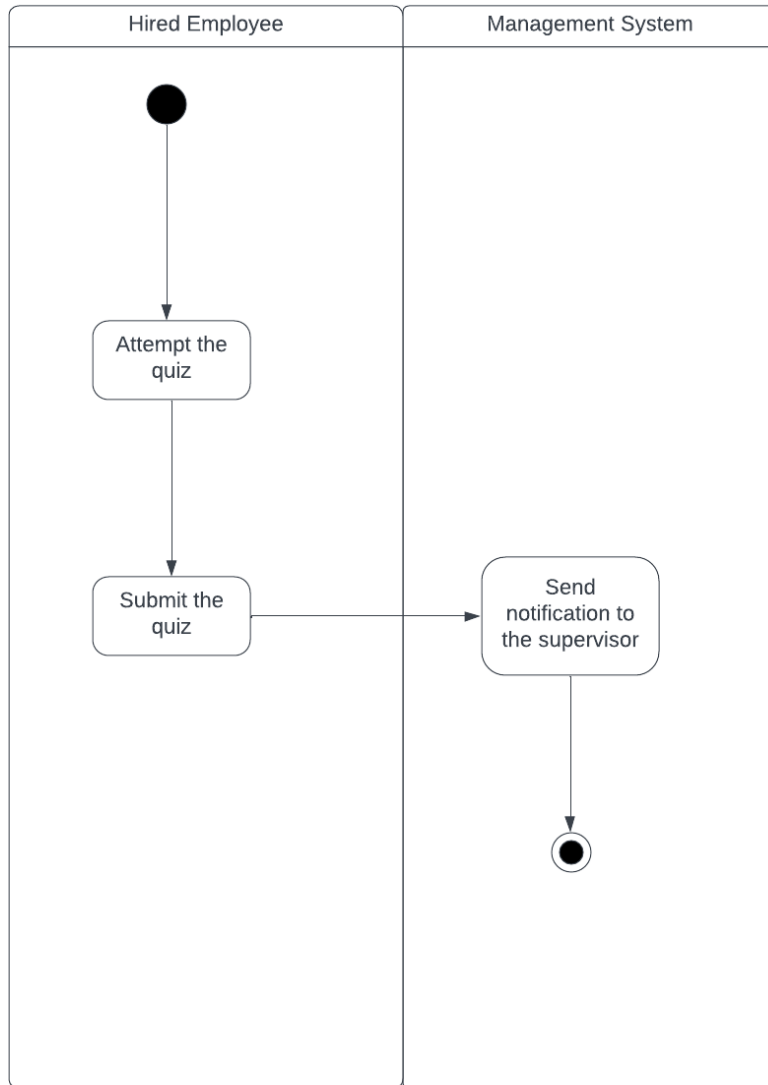 Hired Employee
Management System
Attempt the
quiz
Submit the
quiz
Send
notification to
the supervisor